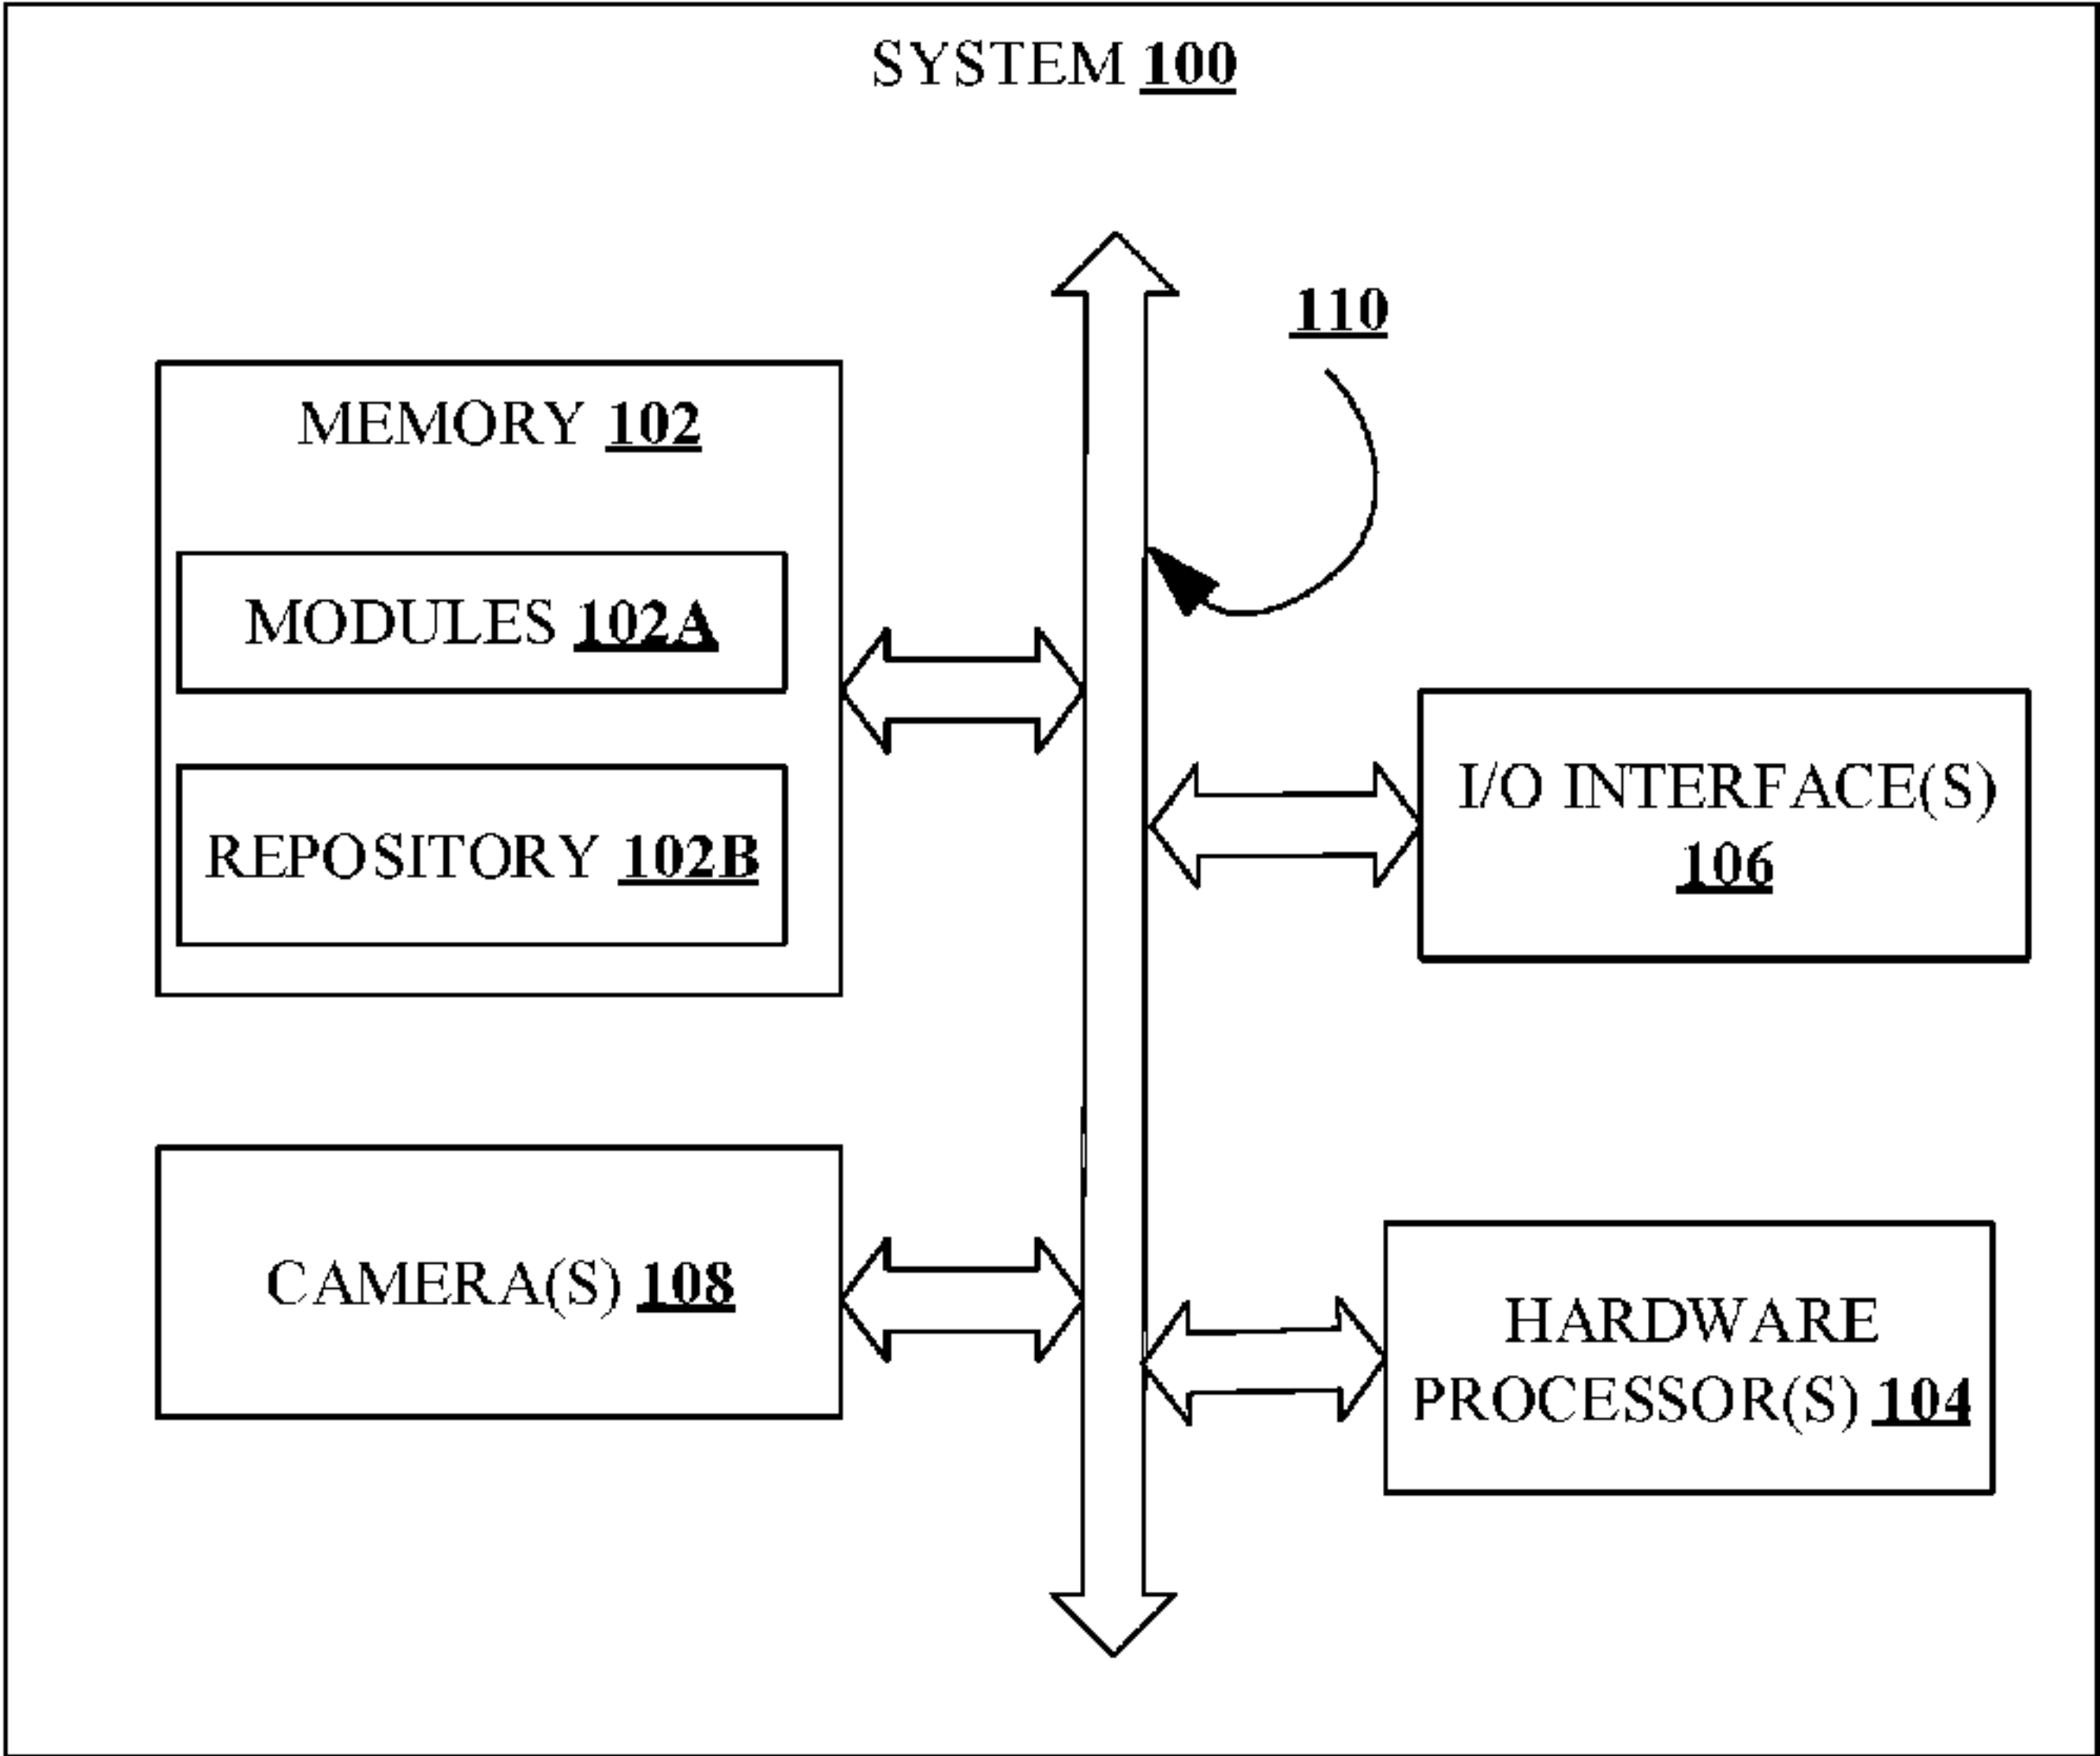 SYSTEM 100
110
MEMORY 102
MODULES 102A
REPOSITORY 102B
I/O INTERFACE(S)
106
CAMERA(S) 108
HARDWARE
PROCESSOR(S) 104